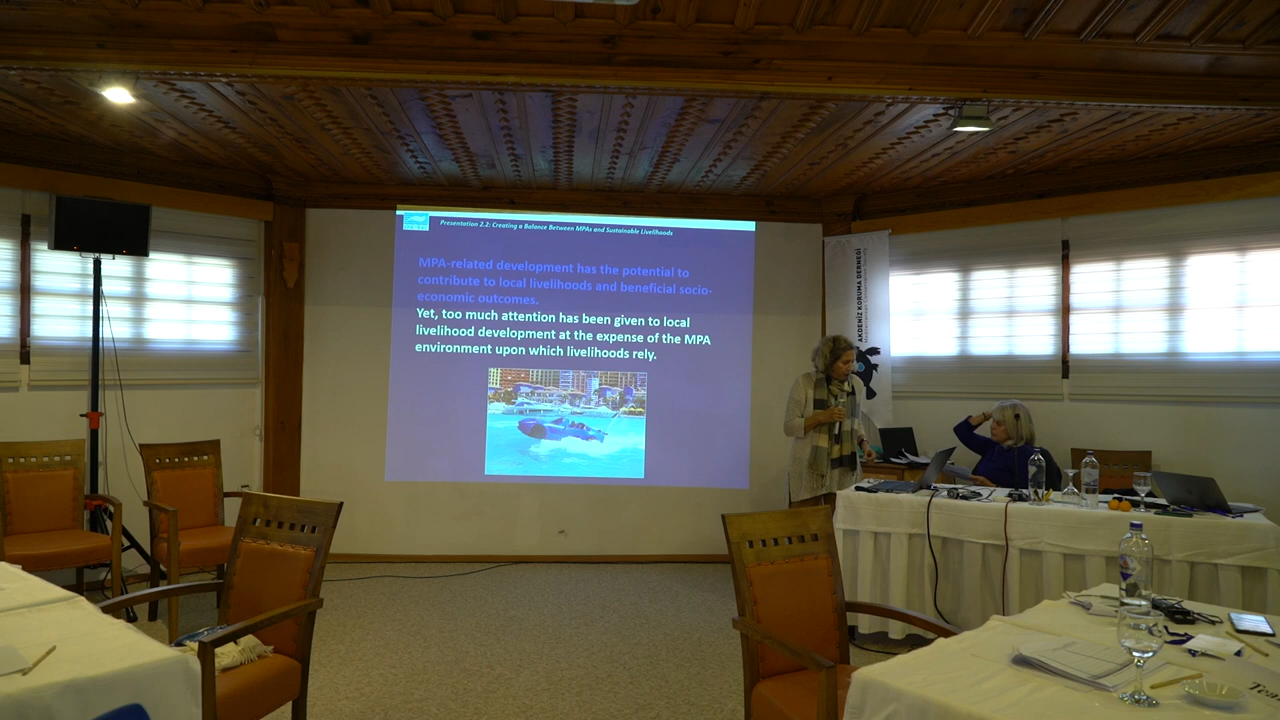 Presentation 2.2: Creating a Balance Between MPAs and Sustainable Livelihoods
MPA-related development has the potential to
contribute to local livelihoods and beneficial socio-
economic outcomes.
Yet, too much attention has been given to local
livelihood development at the expense of the MPA
environment upon which livelihoods rely.
AKDENİZ KORUMA DERNEĞİ